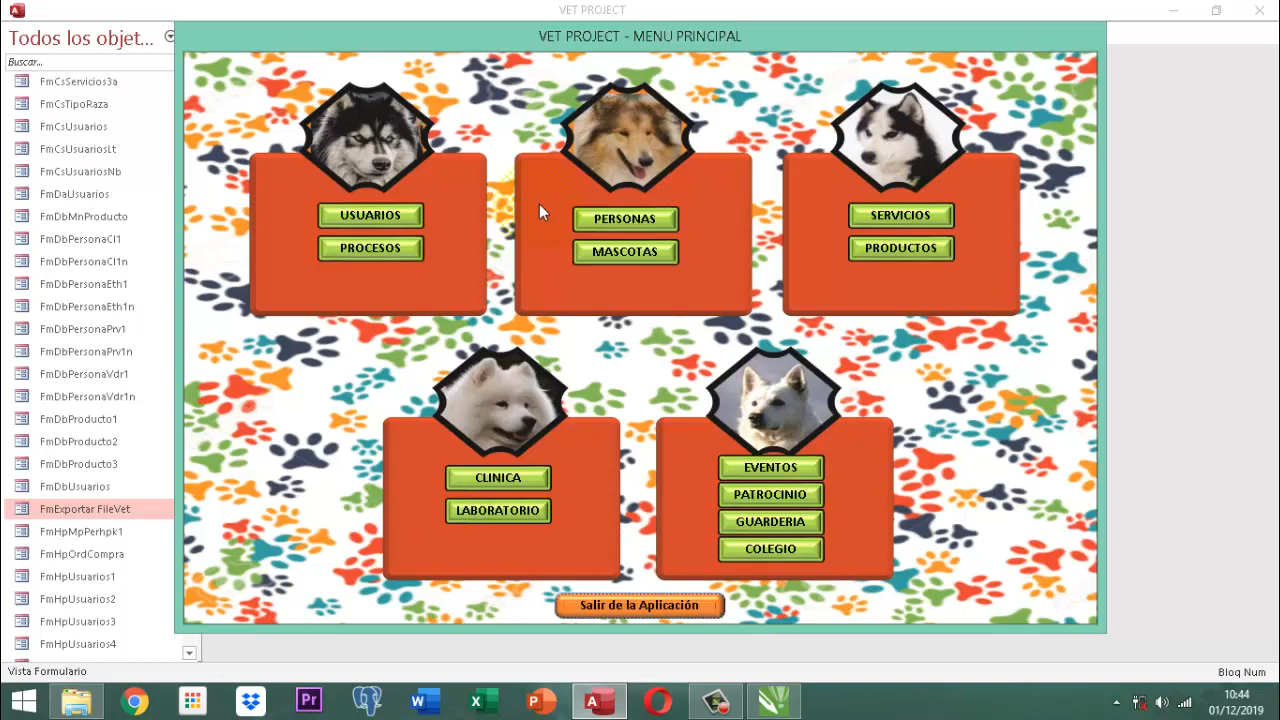 VET PROJECT
Todos los objet...
Buscar...
FmCsServicios3a
FmCsTipoRaza
FmCsUsuarios
FmCsUsuariosLt
FmCsUsuariosNb
FmDaUsuarios
FmDbMnProducto
FmDbPersonaCl1
FmDbPersonaCl1n
FmDbPersonaEth1
FmDbPersonaEth1n
FmDbPersonaPrv1
FmDbPersonaPrv1n
FmDbPersonaVdr1
FmDbPersonaVdr1n
FmDbProducto1
FmDbProducto2
FmDbProducto3
FmDbUsuarios
FmExportar FileVet
FmHpMpPerhpk1
FmHpOrdCompra
FmHpUsuarios1
FmHpUsuarios2
FmHpUsuarios3
FmHpUsuarios4
VET PROJECT - MENU PRINCIPAL
USUARIOS
PROCESOS
PERSONAS
MASCOTAS
SERVICIOS
PRODUCTOS
CLINICA
LABORATORIO
EVENTOS
PATROCINIO
GUARDERIA
COLEGIO
Salir de la Aplicación
Vista Formulario
Bloq Num
10:44
01/12/2019